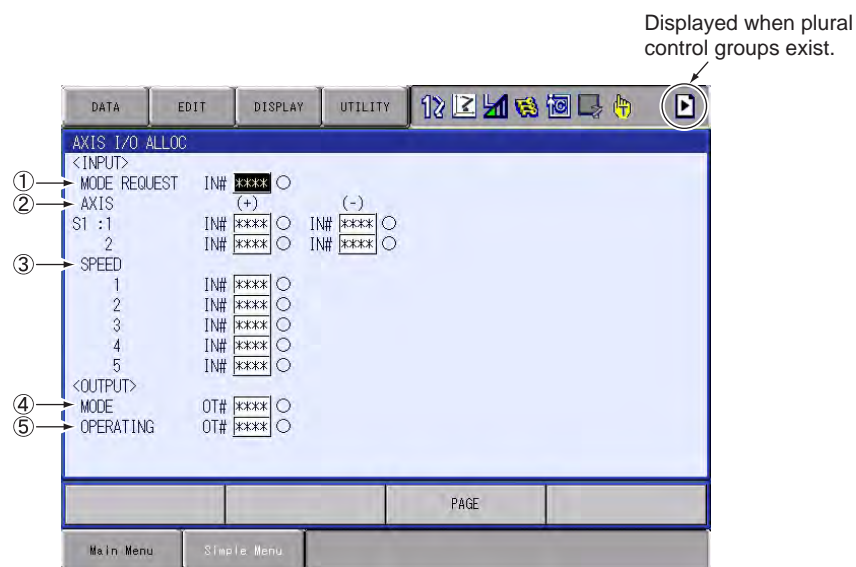 Displayed when plural
control groups exist.
DATA EDIT DISPLAY UTILITY
AXIS I/O ALLOC
<INPUT>
① MODE REQUEST IN# **** ○
② AXIS (+) (-)
S1 :1 IN# **** ○ IN# **** ○
2 IN# **** ○ IN# **** ○
③ SPEED
1 IN# **** ○
2 IN# **** ○
3 IN# **** ○
4 IN# **** ○
5 IN# **** ○
<OUTPUT>
④ MODE OT# **** ○
⑤ OPERATING OT# **** ○
PAGE
Main Menu Simple Menu